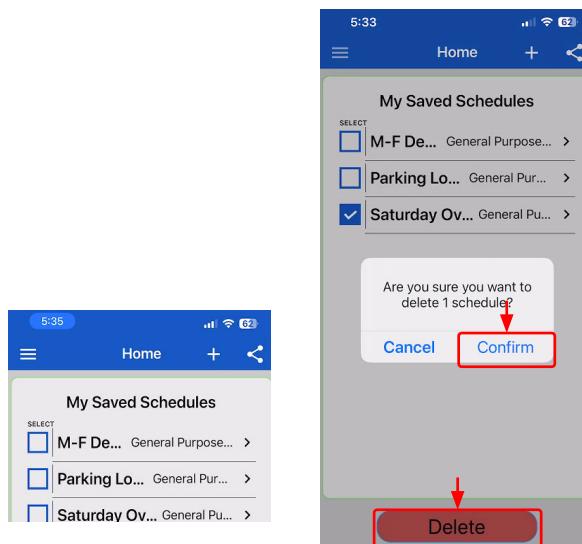 5:35
62
Home
+
My Saved Schedules
SELECT
M-F De... General Purpose... >
Parking Lo... General Pur... >
Saturday Ov... General Pu... >
5:33
62
Home
+
My Saved Schedules
SELECT
M-F De... General Purpose... >
Parking Lo... General Pur... >
Saturday Ov... General Pu... >
Are you sure you want to
delete 1 schedule?
Cancel Confirm
Delete